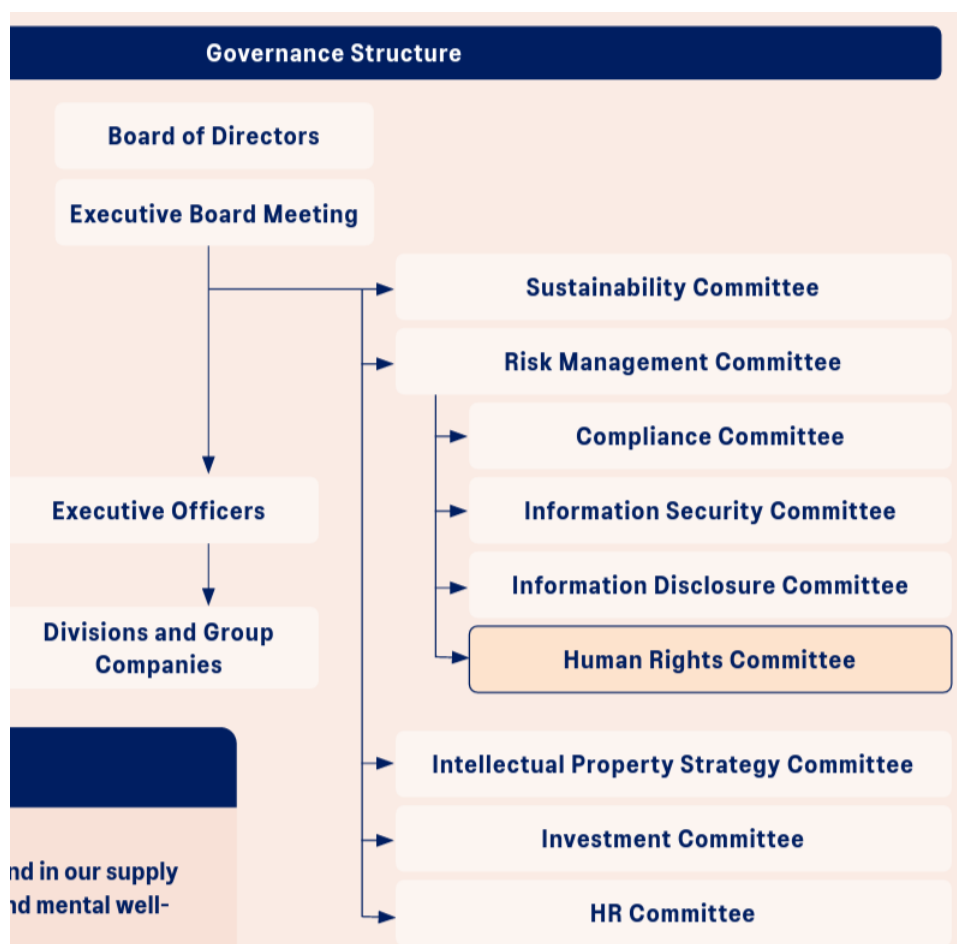 Governance Structure
Board of Directors
Executive Board Meeting
Sustainability Committee
Risk Management Committee
Compliance Committee
Executive Officers
Information Security Committee
Information Disclosure Committee
Divisions and Group
Companies
Human Rights Committee
Intellectual Property Strategy Committee
Investment Committee
in our supply
mental well-
HR Committee